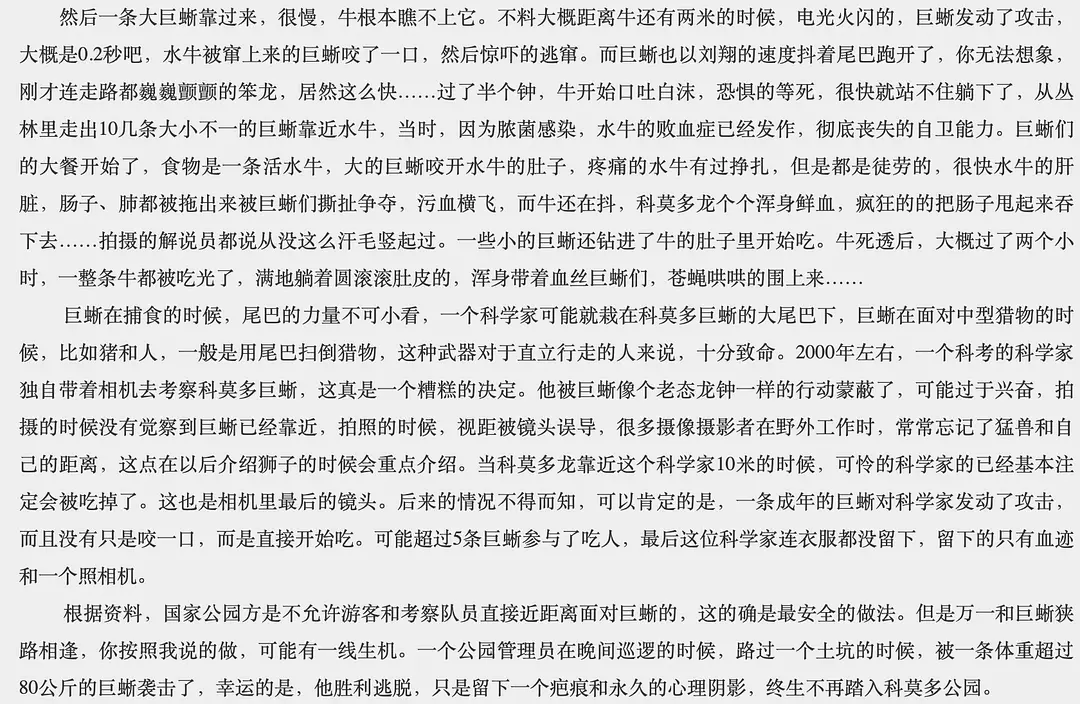 然后一条大巨蜥靠过来，很慢，牛根本瞧不上它。不料大概距离牛还有两米的时候，电光火闪的，巨蜥发动了攻击，
大概是0.2秒吧，水牛被窜上来的巨蜥咬了一口，然后惊吓的逃窜。而巨蜥也以刘翔的速度抖着尾巴跑开了，你无法想象，
刚才连走路都巍巍颤颤的笨龙，居然这么快……过了半个钟，牛开始口吐白沫，恐惧的等死，很快就站不住躺下了，从丛
林里走出10几条大小不一的巨蜥靠近水牛，当时，因为脓菌感染，水牛的败血症已经发作，彻底丧失的自卫能力。巨蜥们
的大餐开始了，食物是一条活水牛，大的巨蜥咬开水牛的肚子，疼痛的水牛有过挣扎，但是都是徒劳的，很快水牛的肝
脏，肠子、肺都被拖出来被巨蜥们撕扯争夺，污血横飞，而牛还在抖，科莫多龙个个浑身鲜血，疯狂的的把肠子甩起来吞
下去……拍摄的解说员都说从没这么汗毛竖起过。一些小的巨蜥还钻进了牛的肚子里开始吃。牛死透后，大概过了两个小
时，一整条牛都被吃光了，满地躺着圆滚滚肚皮的，浑身带着血丝巨蜥们，苍蝇哄哄的围上来……
巨蜥在捕食的时候，尾巴的力量不可小看，一个科学家可能就栽在科莫多巨蜥的大尾巴下，巨蜥在面对中型猎物的时
候，比如猪和人，一般是用尾巴扫倒猎物，这种武器对于直立行走的人来说，十分致命。2000年左右，一个科考的科学家
独自带着相机去考察科莫多巨蜥，这真是一个糟糕的决定。他被巨蜥像个老态龙钟一样的行动蒙蔽了，可能过于兴奋，拍
摄的时候没有觉察到巨蜥已经靠近，拍照的时候，视距被镜头误导，很多摄像摄影者在野外工作时，常常忘记了猛兽和自
己的距离，这点在以后介绍狮子的时候会重点介绍。当科莫多龙靠近这个科学家10米的时候，可怜的科学家的已经基本注
定会被吃掉了。这也是相机里最后的镜头。后来的情况不得而知，可以肯定的是，一条成年的巨蜥对科学家发动了攻击，
而且没有只是咬一口，而是直接开始吃。可能超过5条巨蜥参与了吃人，最后这位科学家连衣服都没留下，留下的只有血迹
和一个照相机。
根据资料，国家公园方是不允许游客和考察队员直接近距离面对巨蜥的，这的确是最安全的做法。但是万一和巨蜥狭
路相逢，你按照我说的做，可能有一线生机。一个公园管理员在晚间巡逻的时候，路过一个土坑的时候，被一条体重超过
80公斤的巨蜥袭击了，幸运的是，他胜利逃脱，只是留下一个疤痕和永久的心理阴影，终生不再踏入科莫多公园。